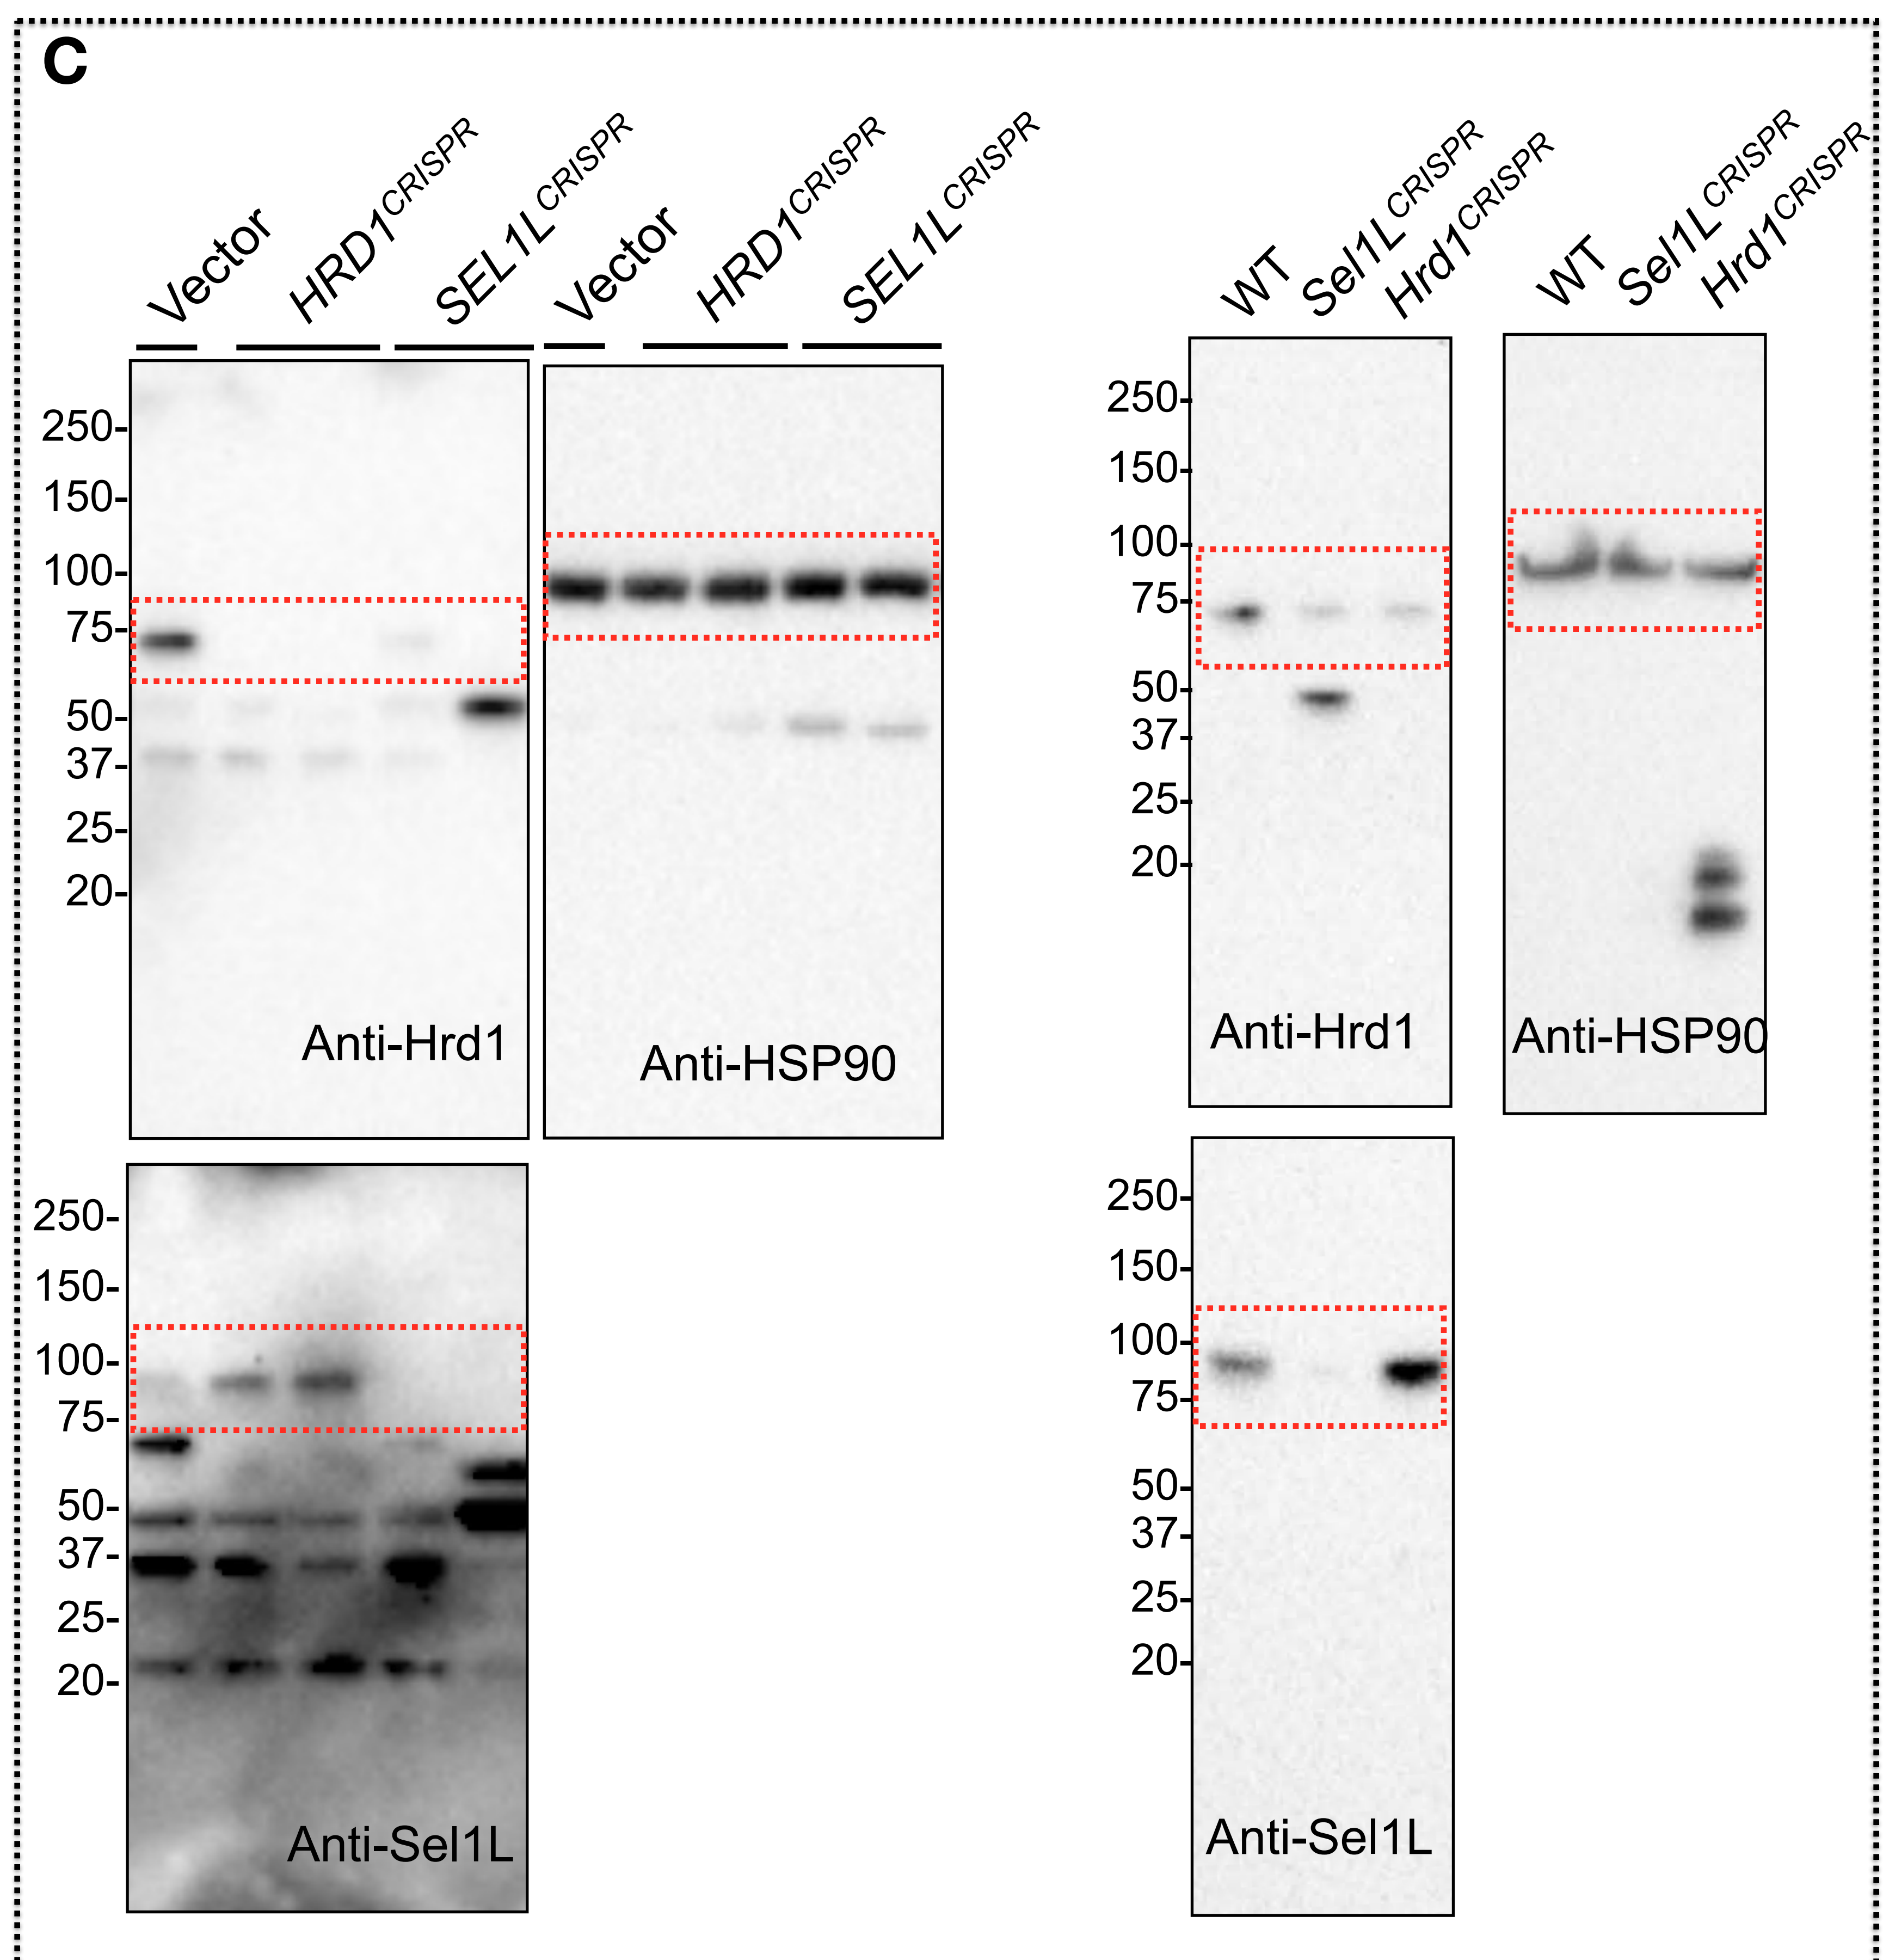 C
Vector
HRD1CRISPR
SEL1LCRISPR
Vector
HRD1CRISPR
SEL1LCRISPR
250-
150-
100-
75-
50-
37-
25-
20-
Anti-Hrd1
Anti-HSP90
WT
Sel1LCRISPR
Hrd1CRISPR
WT
Sel1LCRISPR
Hrd1CRISPR
250-
150-
100-
75-
50-
37-
25-
20-
Anti-Hrd1
Anti-HSP90
250-
150-
100-
75-
50-
37-
25-
20-
Anti-Sel1L
250-
150-
100-
75-
50-
37-
25-
20-
Anti-Sel1L